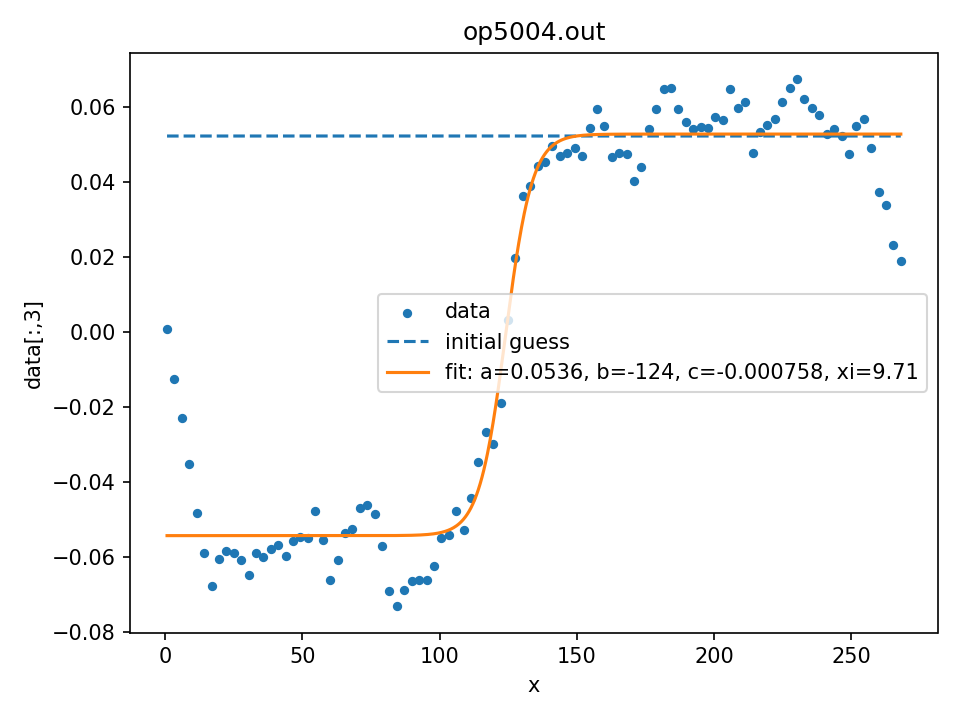 op5004.out
data[:,3]
0.06
0.04
0.02
0.00
−0.02
−0.04
−0.06
−0.08
data
initial guess
fit: a=0.0536, b=-124, c=-0.000758, xi=9.71
0 50 100 150 200 250
x